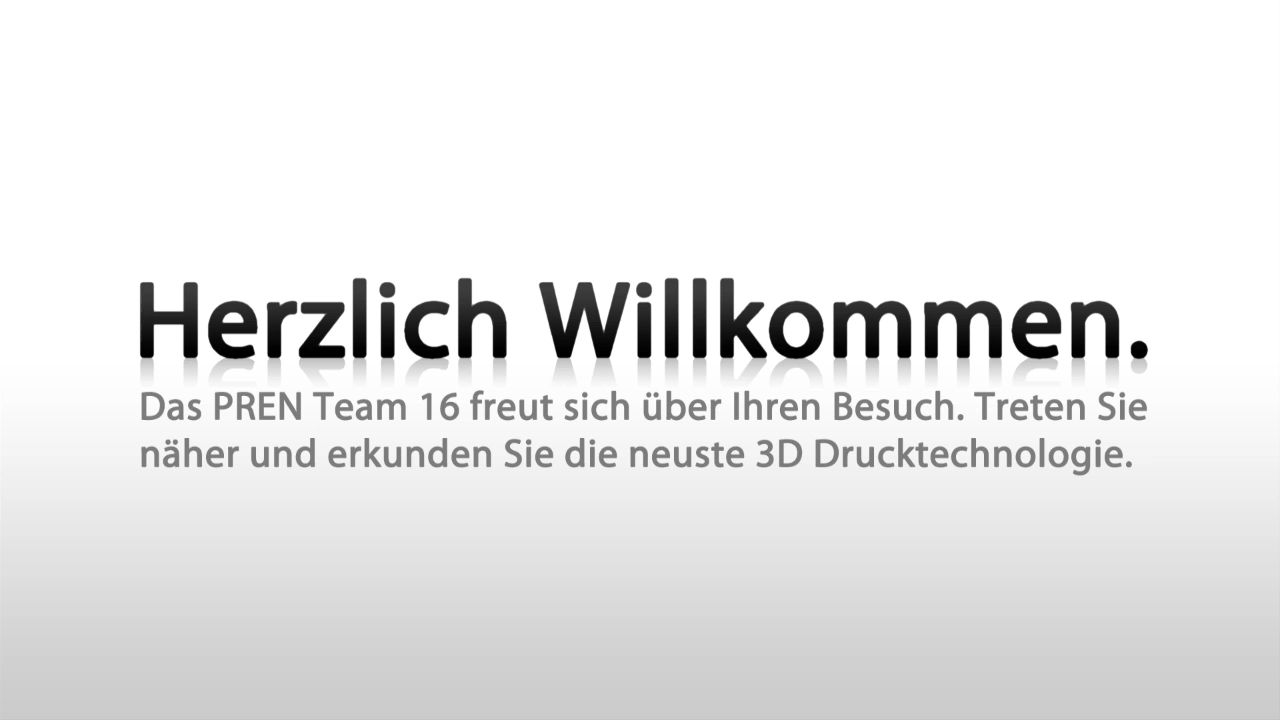 Herzlich Willkommen.
Das PREN Team 16 freut sich über Ihren Besuch. Treten Sie
näher und erkunden Sie die neuste 3D Drucktechnologie.